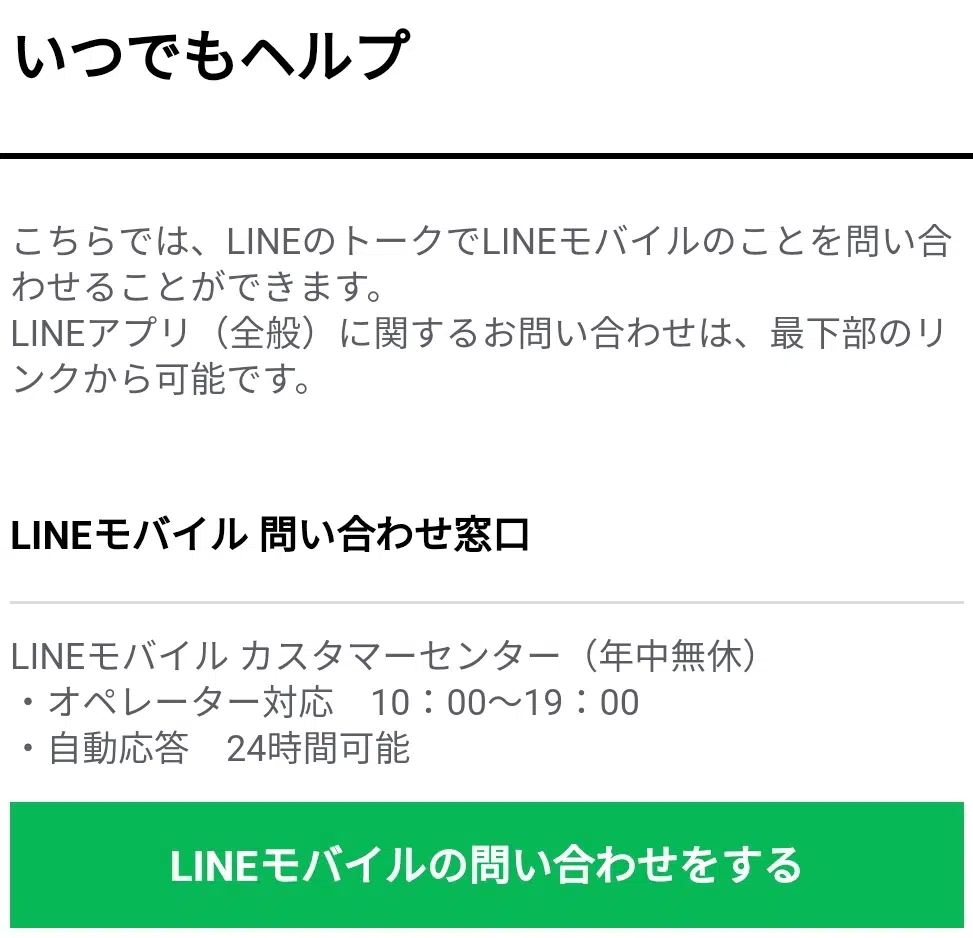 いつでもヘルプ
こちらでは、LINEのトークでLINEモバイルのことを問い合
わせることができます。
LINEアプリ（全般）に関するお問い合わせは、最下部のリ
ンクから可能です。
LINEモバイル 問い合わせ窓口
LINEモバイル カスタマーセンター（年中無休）
・オペレーター対応　10：00〜19：00
・自動応答　24時間可能
LINEモバイルの問い合わせをする